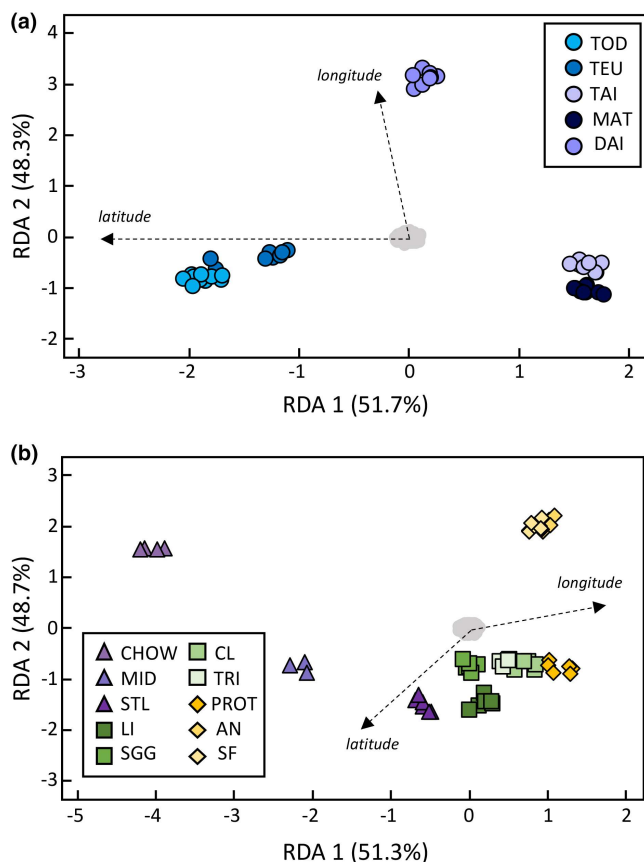 (a)
4
3
2
1
0
-1
-2
RDA 2 (48.3%)
longitude
latitude
TOD
TEU
TAI
MAT
DAI
-3 -2 -1 0 1 2
RDA 1 (51.7%)
(b)
3
2
1
0
-1
-2
-3
RDA 2 (48.7%)
longitude
latitude
CHOW CL
MID TRI
STL PROT
LI AN
SGG SF
-5 -4 -3 -2 -1 0 1 2
RDA 1 (51.3%)